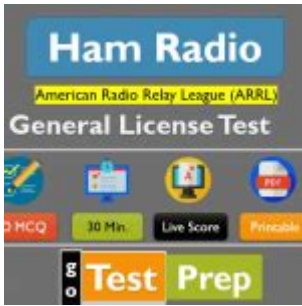 Ham Radio
American Radio Relay League (ARRL)
General License Test
PDF
0 MCQ
30 Min.
Live Score
Printable
go
Test Prep